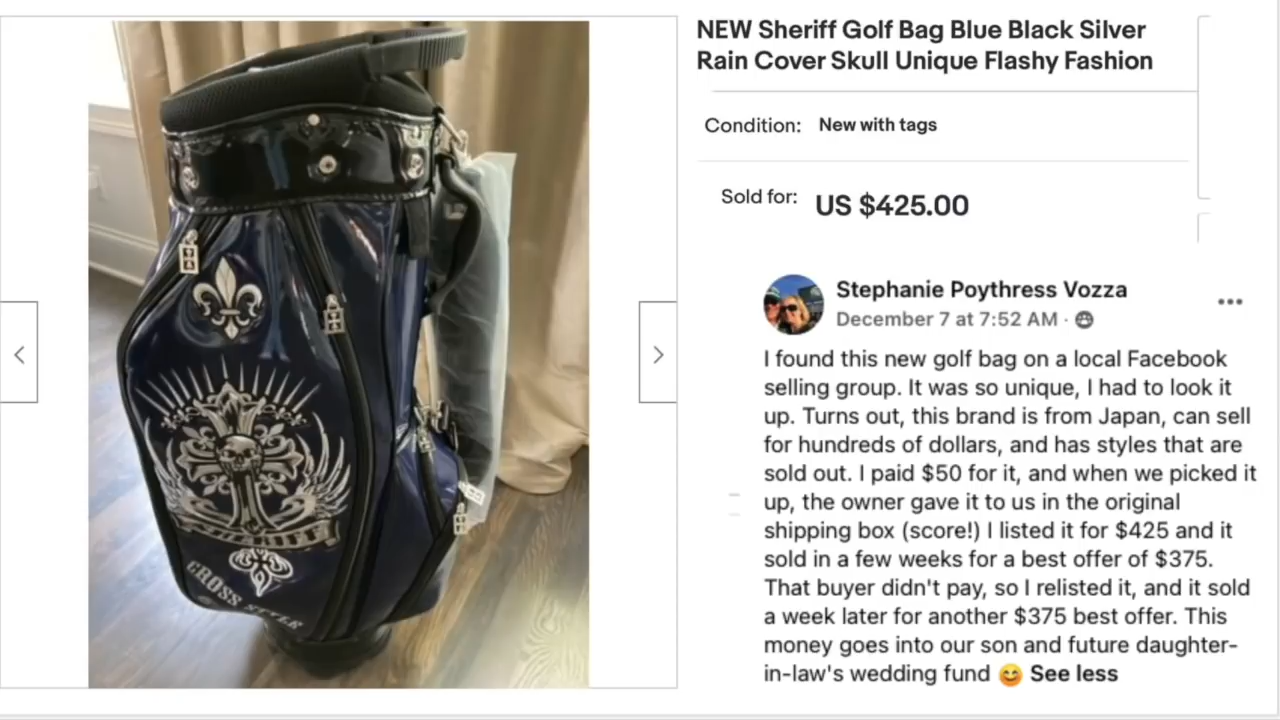 NEW Sheriff Golf Bag Blue Black Silver
Rain Cover Skull Unique Flashy Fashion
Condition: New with tags
Sold for: US $425.00
Stephanie Poythress Vozza
December 7 at 7:52 AM ·
I found this new golf bag on a local Facebook
selling group. It was so unique, I had to look it
up. Turns out, this brand is from Japan, can sell
for hundreds of dollars, and has styles that are
sold out. I paid $50 for it, and when we picked it
up, the owner gave it to us in the original
shipping box (score!) I listed it for $425 and it
sold in a few weeks for a best offer of $375.
That buyer didn't pay, so I relisted it, and it sold
a week later for another $375 best offer. This
money goes into our son and future daughter-
in-law's wedding fund 😊 See less
SHERIFF
CROSS STYLE